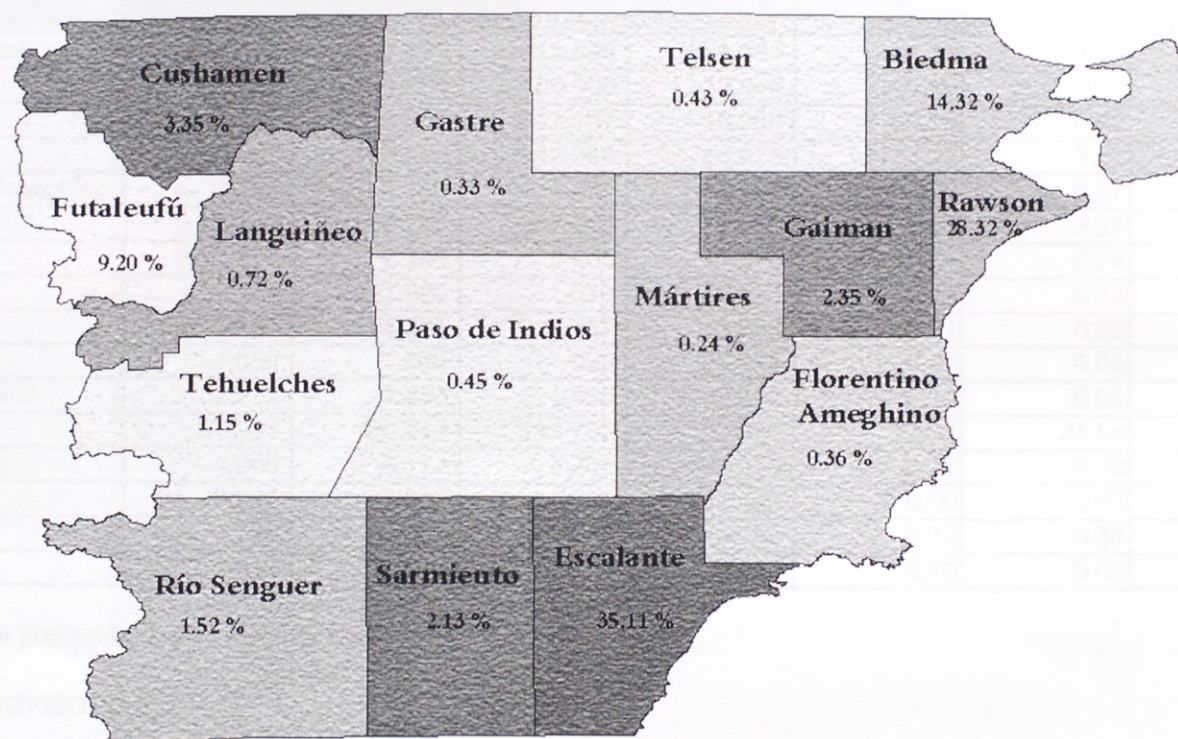 Cushamen
3.35 %
Gastre
0.33 %
Telsen
0.43 %
Biedma
14.32 %
Futaleufú
9.20 %
Languiñeo
0.72 %
Gaiman
2.35 %
Rawson
28.32 %
Paso de Indios
0.45 %
Mártires
0.24 %
Tehuelches
1.15 %
Florentino
Ameghino
0.36 %
Río Senguer
1.52 %
Sarmiento
2.13 %
Escalante
35.11 %